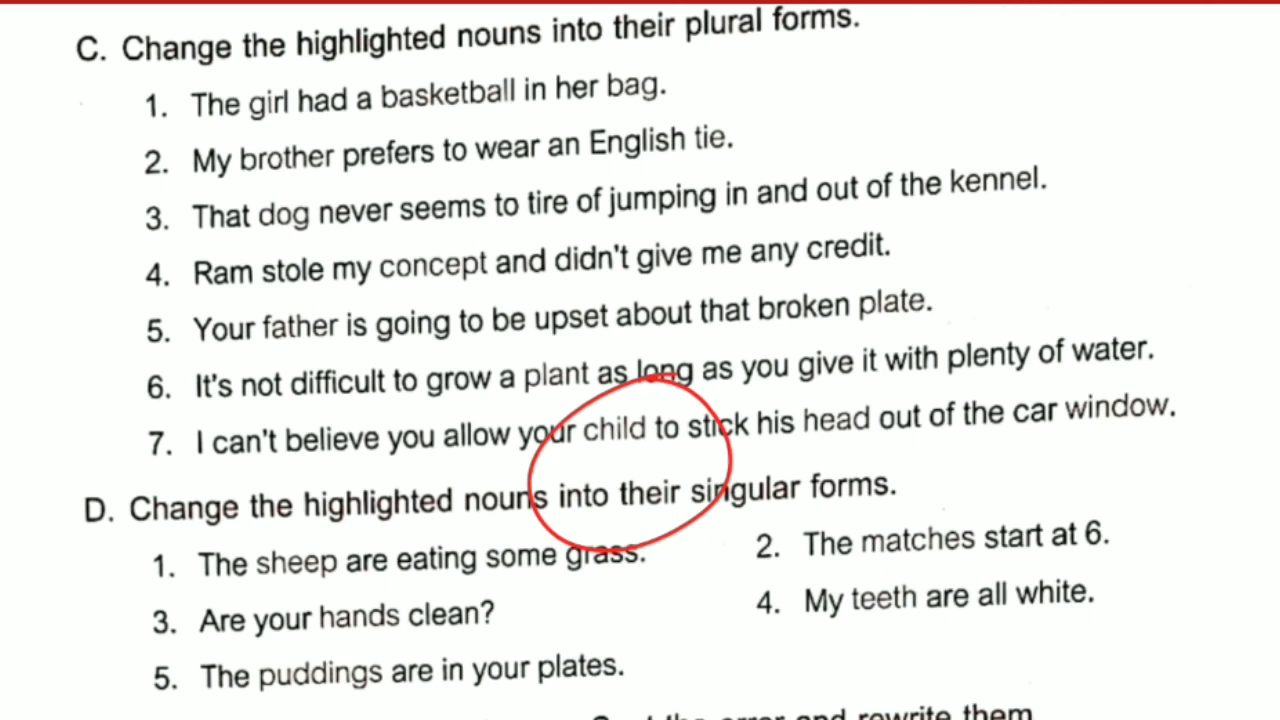 C. Change the highlighted nouns into their plural forms.
1. The girl had a basketball in her bag.
2. My brother prefers to wear an English tie.
3. That dog never seems to tire of jumping in and out of the kennel.
4. Ram stole my concept and didn't give me any credit.
5. Your father is going to be upset about that broken plate.
6. It's not difficult to grow a plant as long as you give it with plenty of water.
7. I can't believe you allow your child to stick his head out of the car window.
D. Change the highlighted nouns into their singular forms.
1. The sheep are eating some grass. 2. The matches start at 6.
3. Are your hands clean? 4. My teeth are all white.
5. The puddings are in your plates.
the error and rewrite them